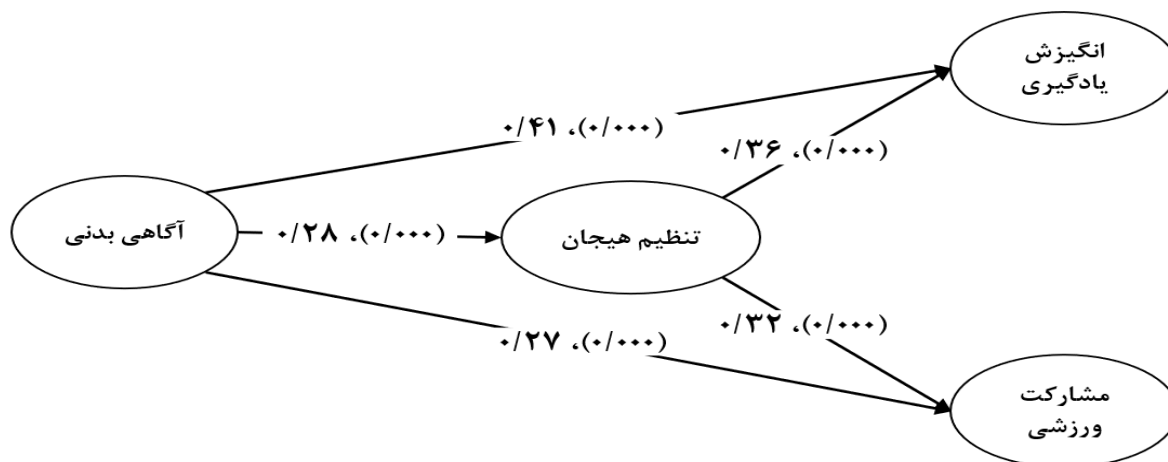 انگیزش
یادگیری
۰/۴۱ ،(۰/۰۰۰)
۰/۳۶ ،(۰/۰۰۰)
آگاهی بدنی
۰/۲۸ ،(۰/۰۰۰)
تنظیم هیجان
۰/۳۲ ،(۰/۰۰۰)
۰/۲۷ ،(۰/۰۰۰)
مشارکت
ورزشی